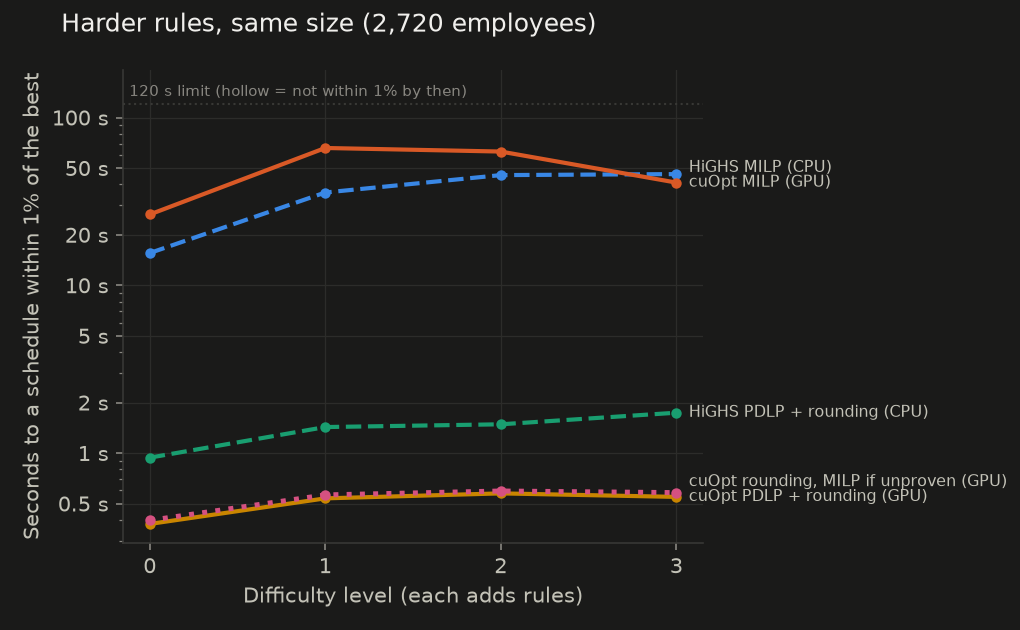 Harder rules, same size (2,720 employees)
Seconds to a schedule within 1% of the best
120 s limit (hollow = not within 1% by then)
100 s
50 s
20 s
10 s
5 s
2 s
1 s
0.5 s
HiGHS MILP (CPU)
cuOpt MILP (GPU)
HiGHS PDLP + rounding (CPU)
cuOpt rounding, MILP if unproven (GPU)
cuOpt PDLP + rounding (GPU)
0 1 2 3
Difficulty level (each adds rules)